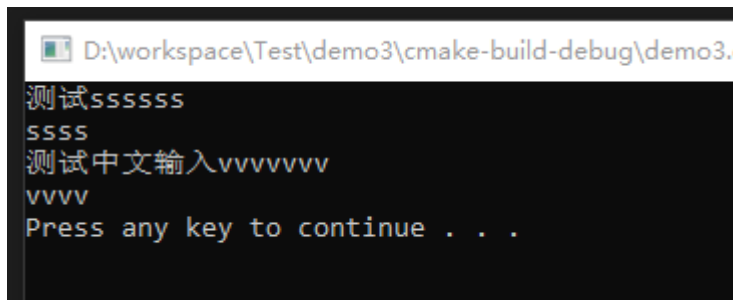 D:\workspace\Test\demo3\cmake-build-debug\demo3.
测试ssssss
ssss
测试中文输入vvvvvvv
vvvv
Press any key to continue . . .